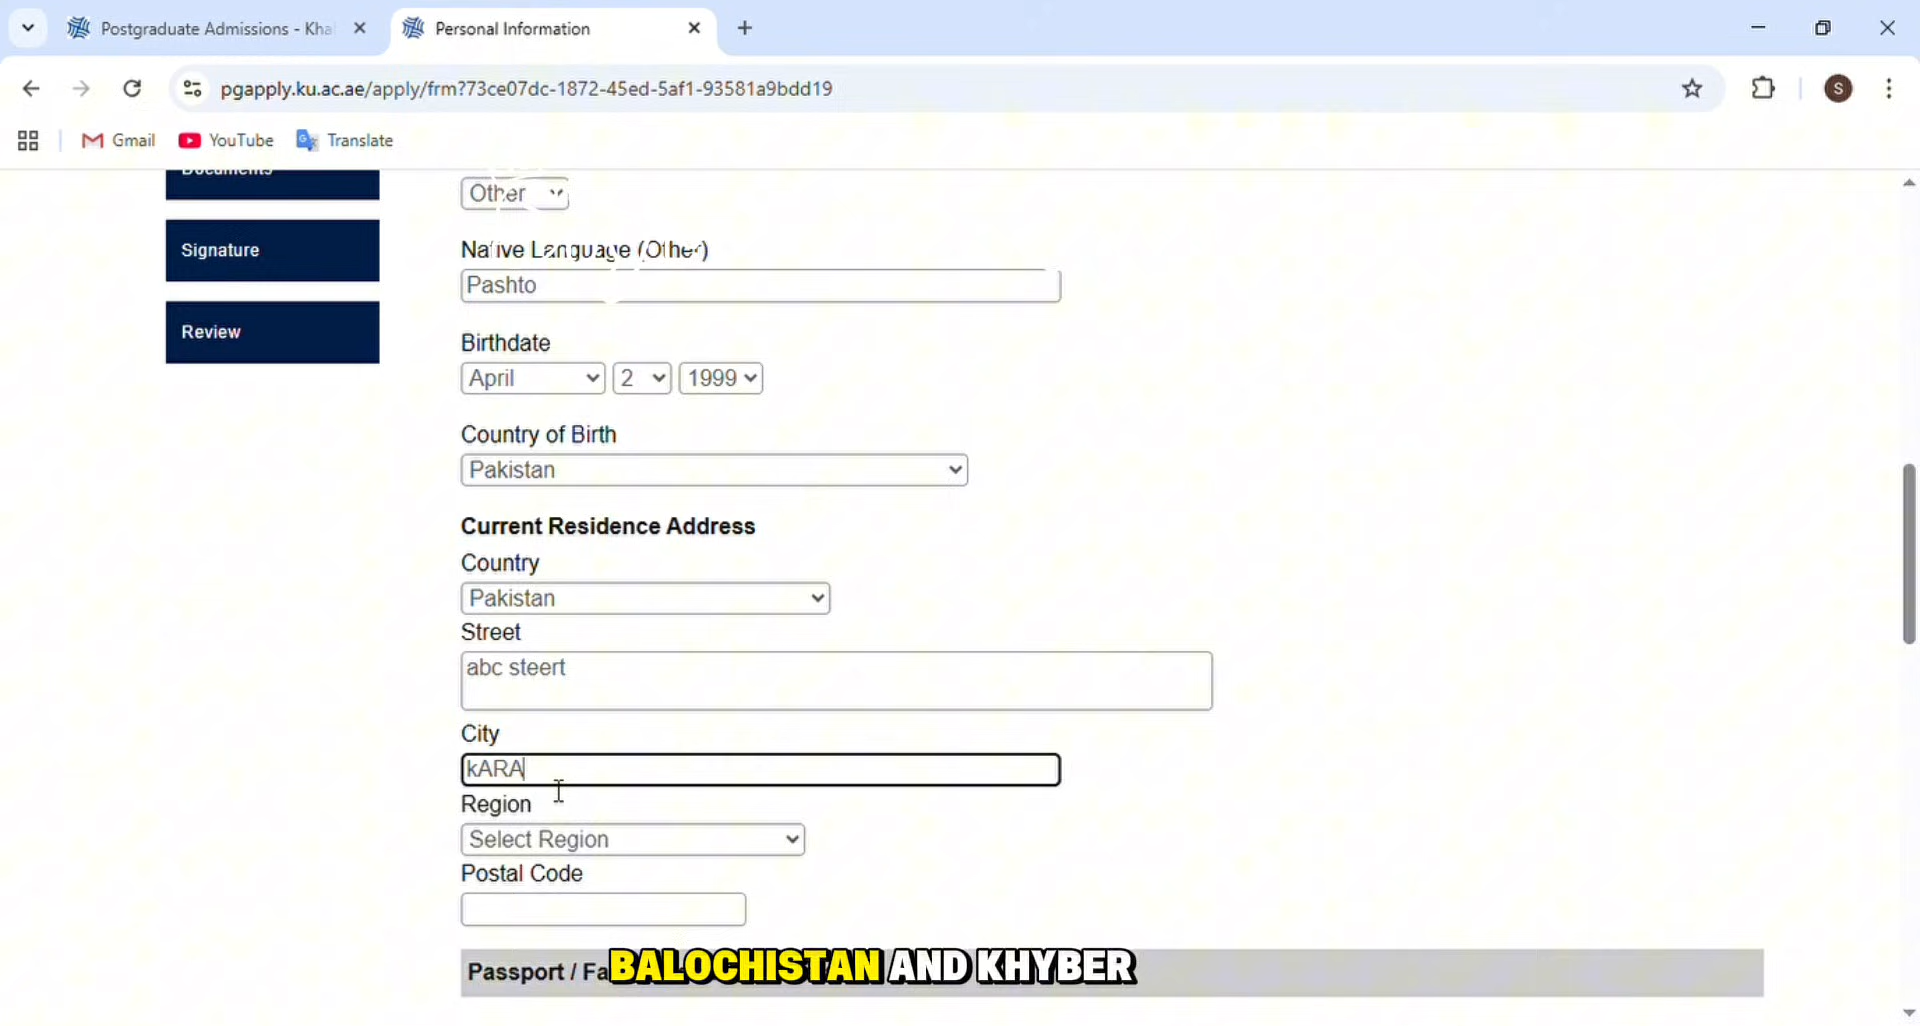 Postgraduate Admissions - Kha
Personal Information
pgapply.ku.ac.ae/apply/frm?73ce07dc-1872-45ed-5af1-93581a9bdd19
S
Gmail
YouTube
Translate
Documents
Signature
Review
Other
Native Language (Other)
Pashto
Birthdate
April 2 1999
Country of Birth
Pakistan
Current Residence Address
Country
Pakistan
Street
abc steert
City
kARA
Region
Select Region
Postal Code
Passport / Fa
BALOCHISTAN AND KHYBER